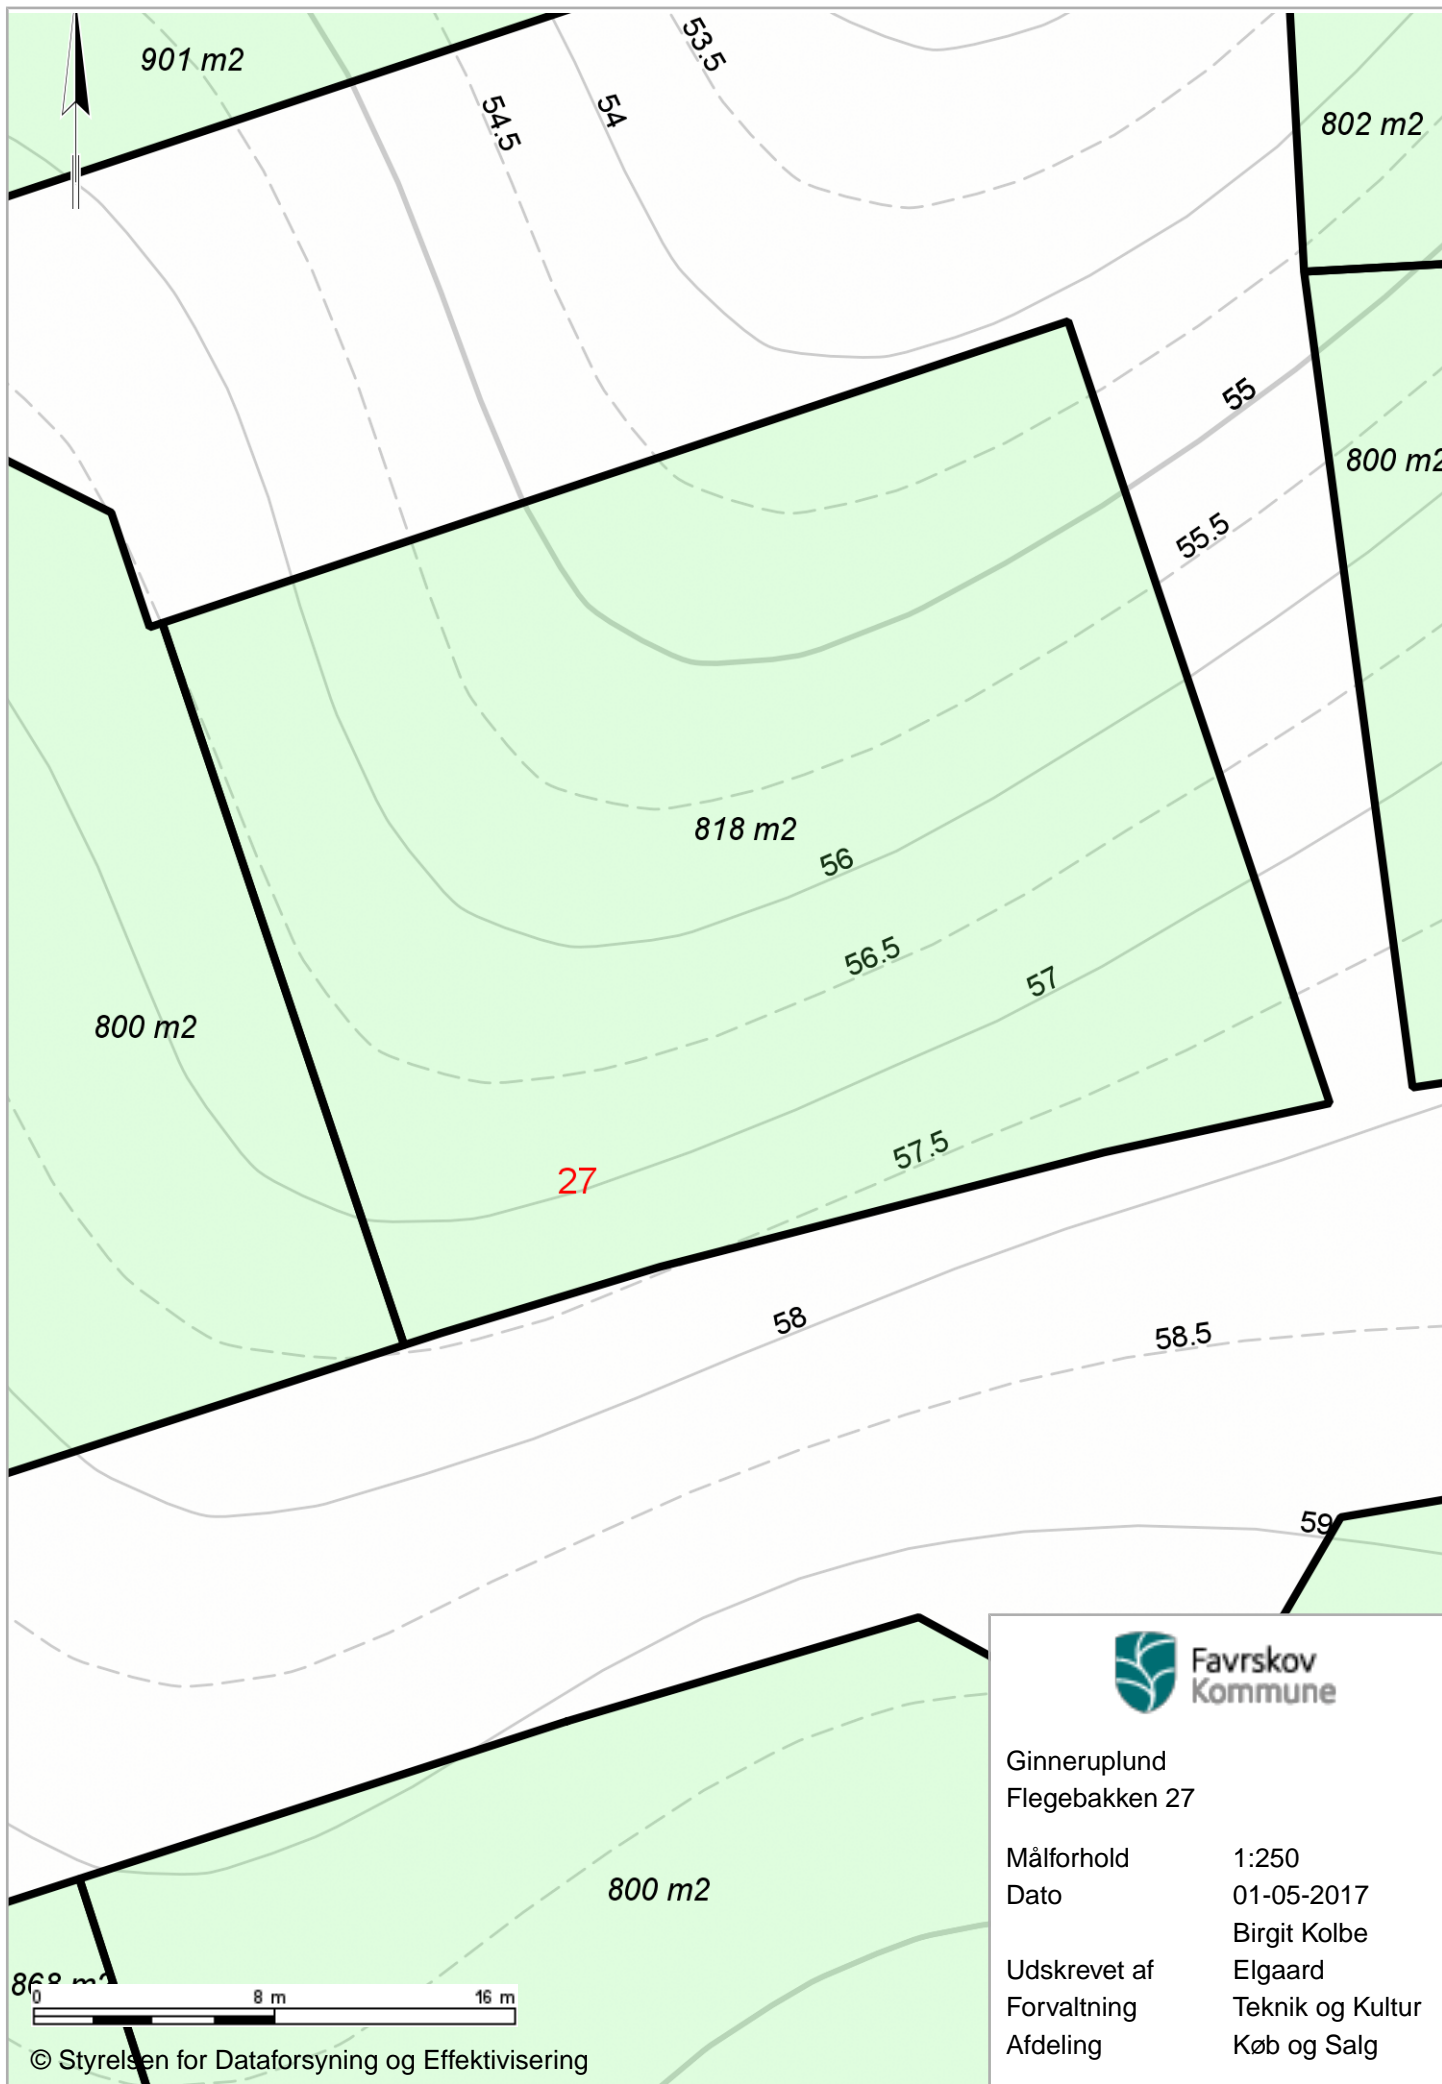 901 m2
53.5
54.5
54
802 m2
55
800 m2
55.5
818 m2
56
56.5
57
800 m2
57.5
27
58
58.5
59
Favrskov
Kommune
Ginneruplund
Flegebakken 27
Målforhold 1:250
Dato 01-05-2017
Birgit Kolbe
Udskrevet af Elgaard
Forvaltning Teknik og Kultur
Afdeling Køb og Salg
800 m2
868 m2
0 8 m 16 m
© Styrelsen for Dataforsyning og Effektivisering